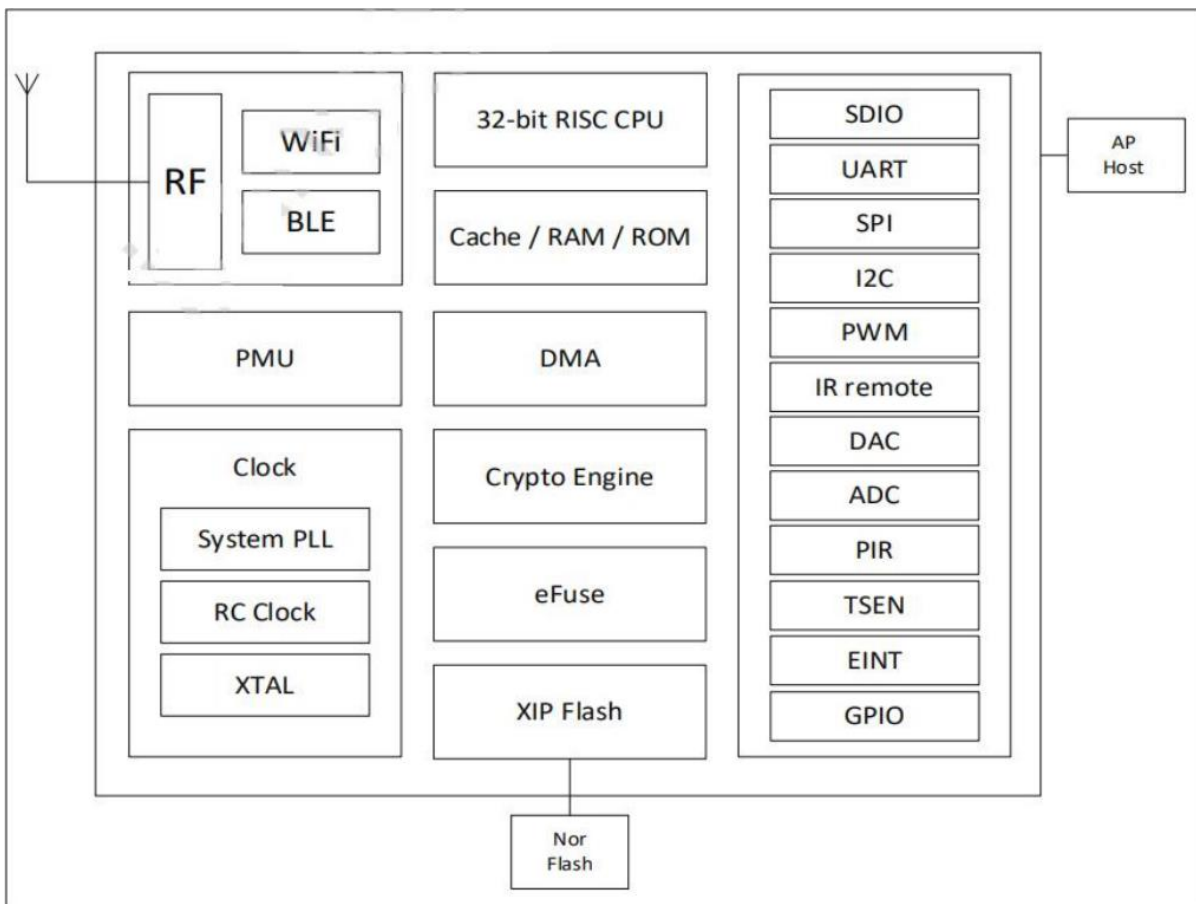 RF
WiFi
BLE
PMU
Clock
System PLL
RC Clock
XTAL
32-bit RISC CPU
Cache / RAM / ROM
DMA
Crypto Engine
eFuse
XIP Flash
Nor
Flash
SDIO
UART
SPI
I2C
PWM
IR remote
DAC
ADC
PIR
TSEN
EINT
GPIO
AP
Host